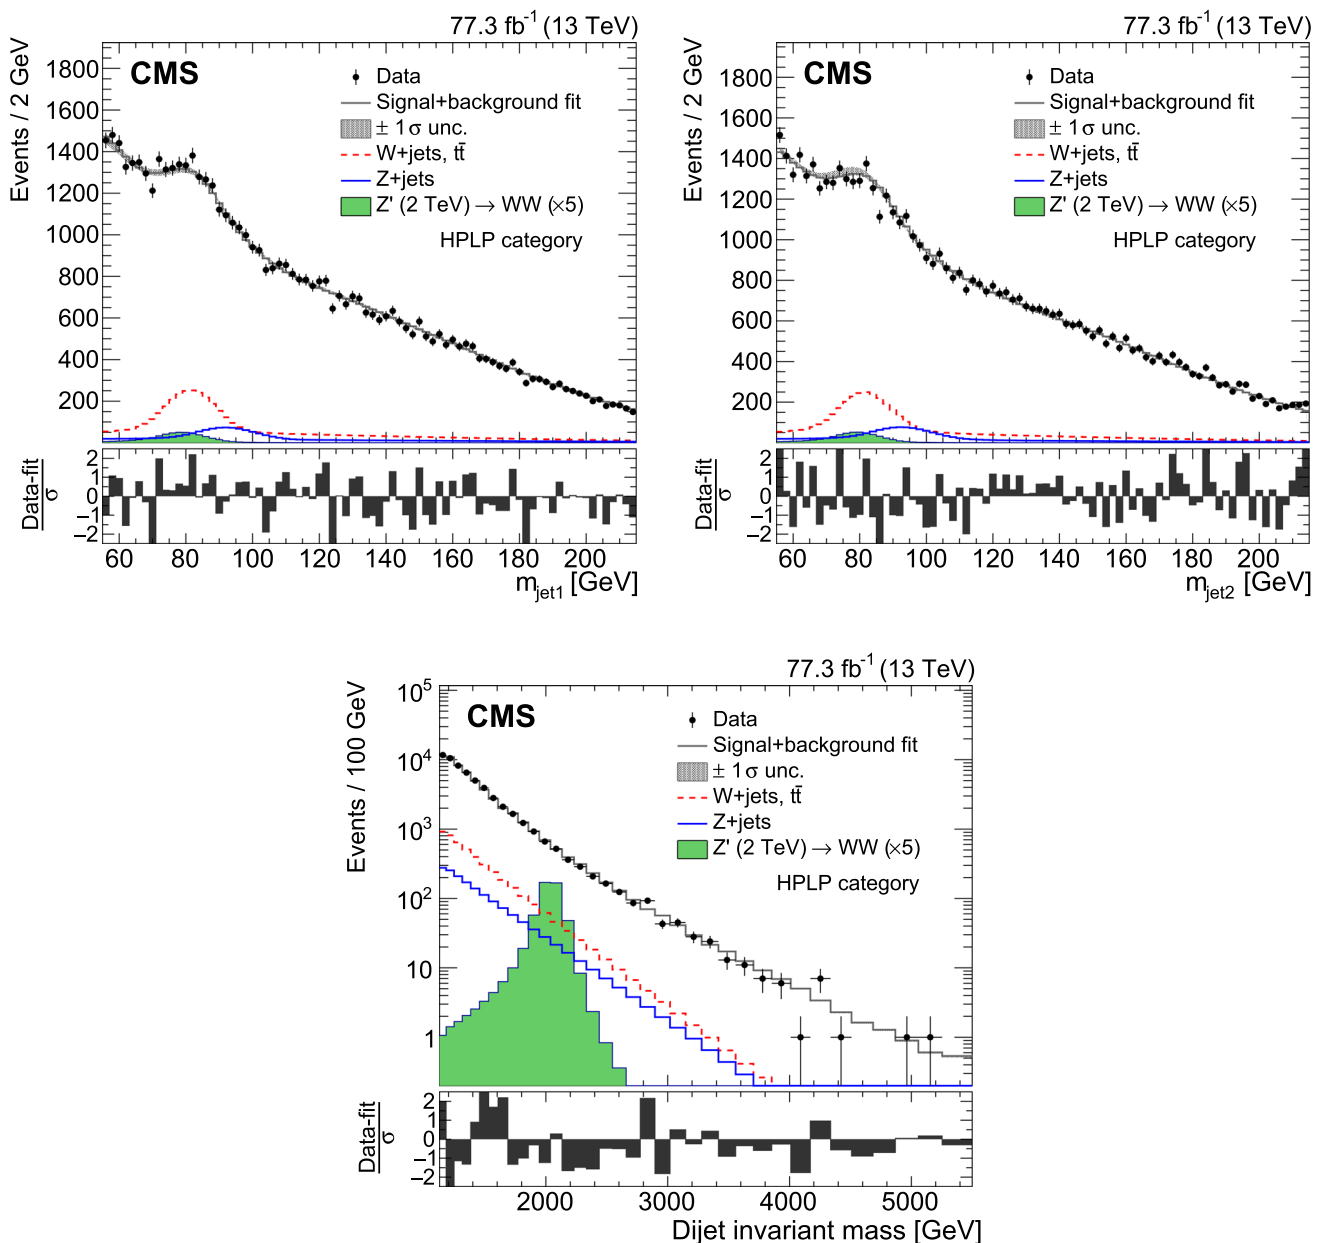 77.3 fb⁻¹ (13 TeV)
Events / 2 GeV
CMS
Data
Signal+background fit
± 1σ unc.
W+jets, tt̄
Z+jets
Z' (2 TeV) → WW (×5)
HPLP category
1800
1600
1400
1200
1000
800
600
400
200
Data-fit
σ
2
1
0
−1
−2
60 80 100 120 140 160 180 200
m_jet1 [GeV]
77.3 fb⁻¹ (13 TeV)
Events / 2 GeV
CMS
Data
Signal+background fit
± 1σ unc.
W+jets, tt̄
Z+jets
Z' (2 TeV) → WW (×5)
HPLP category
1800
1600
1400
1200
1000
800
600
400
200
Data-fit
σ
2
1
0
−1
−2
60 80 100 120 140 160 180 200
m_jet2 [GeV]
77.3 fb⁻¹ (13 TeV)
Events / 100 GeV
CMS
Data
Signal+background fit
± 1σ unc.
W+jets, tt̄
Z+jets
Z' (2 TeV) → WW (×5)
HPLP category
10⁵
10⁴
10³
10²
10
1
Data-fit
σ
2
1
0
−1
−2
2000 3000 4000 5000
Dijet invariant mass [GeV]